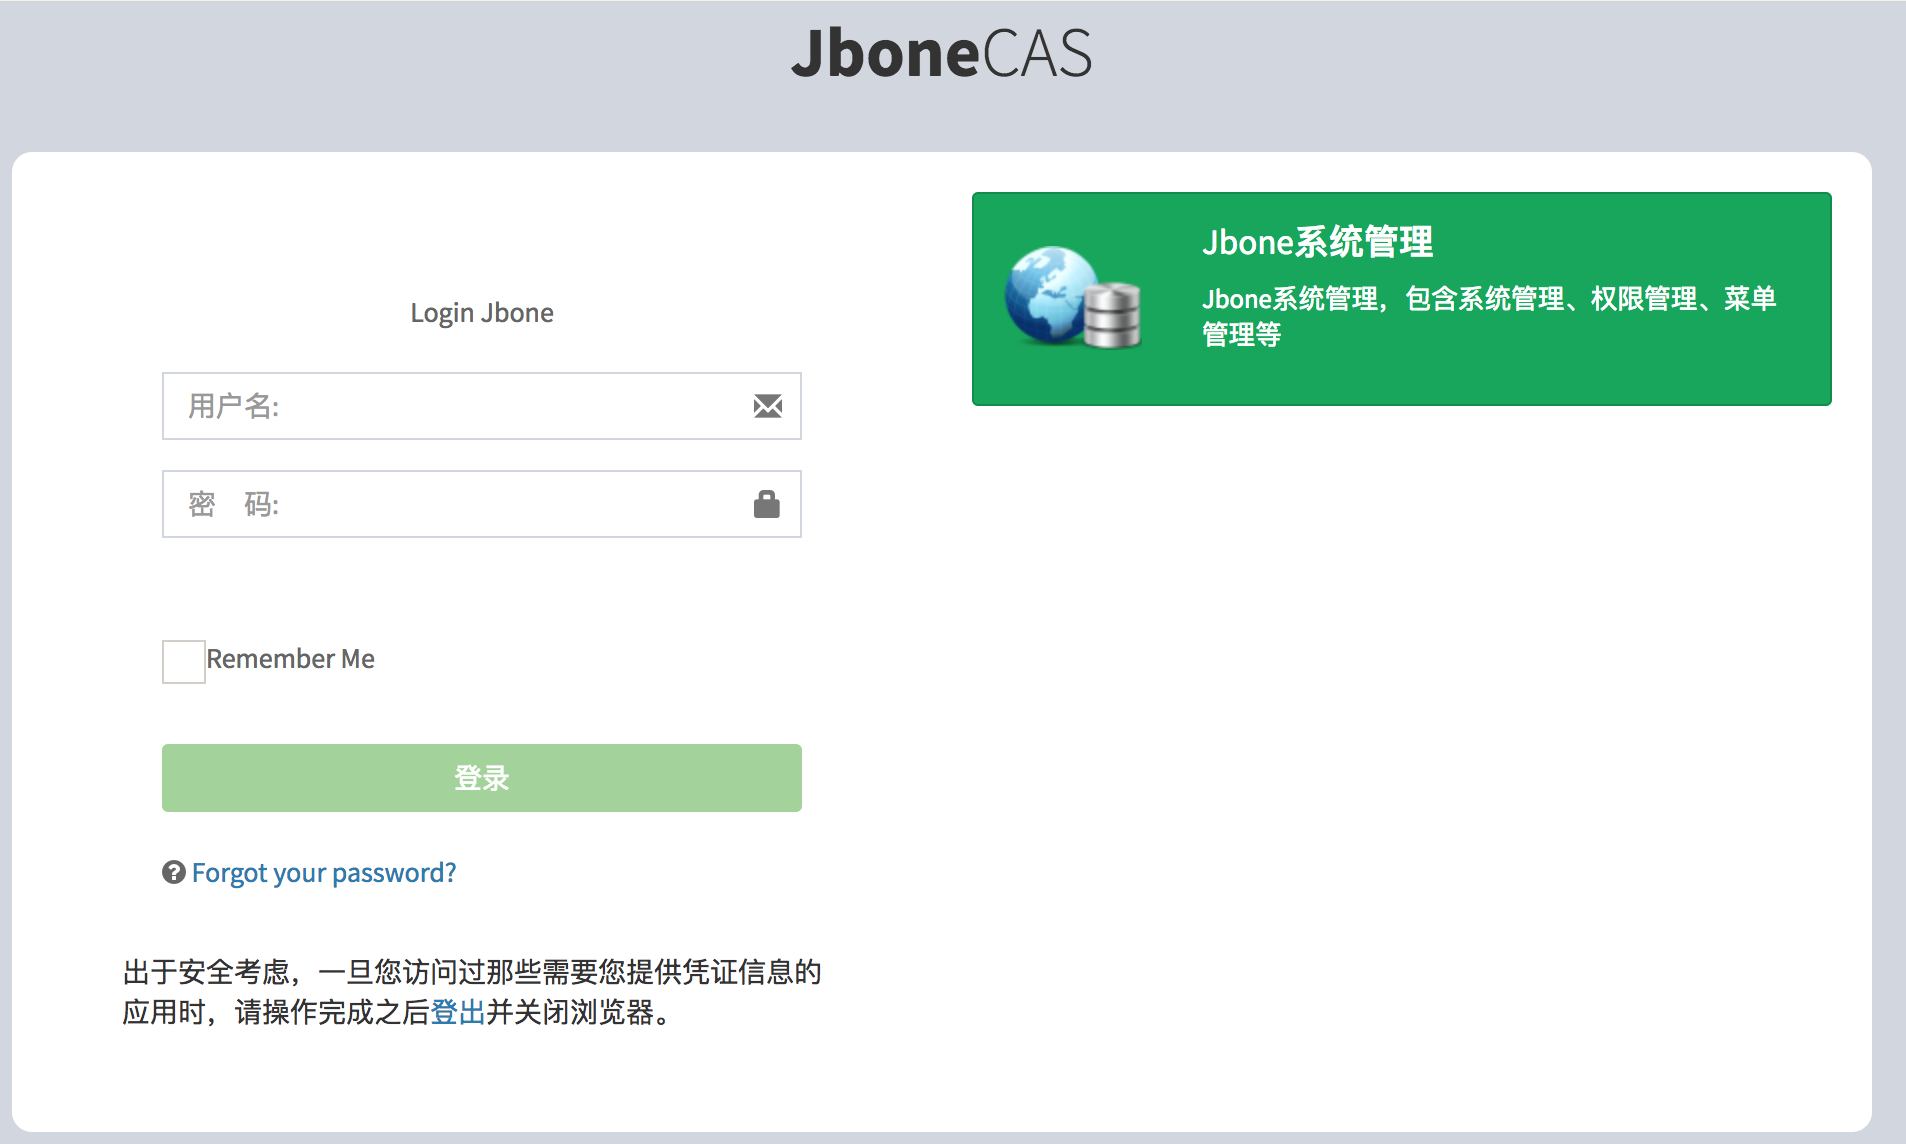 JboneCAS
Login Jbone
用户名:
密　码:
Remember Me
登录
Forgot your password?
出于安全考虑，一旦您访问过那些需要您提供凭证信息的
应用时，请操作完成之后登出并关闭浏览器。
Jbone系统管理
Jbone系统管理，包含系统管理、权限管理、菜单
管理等